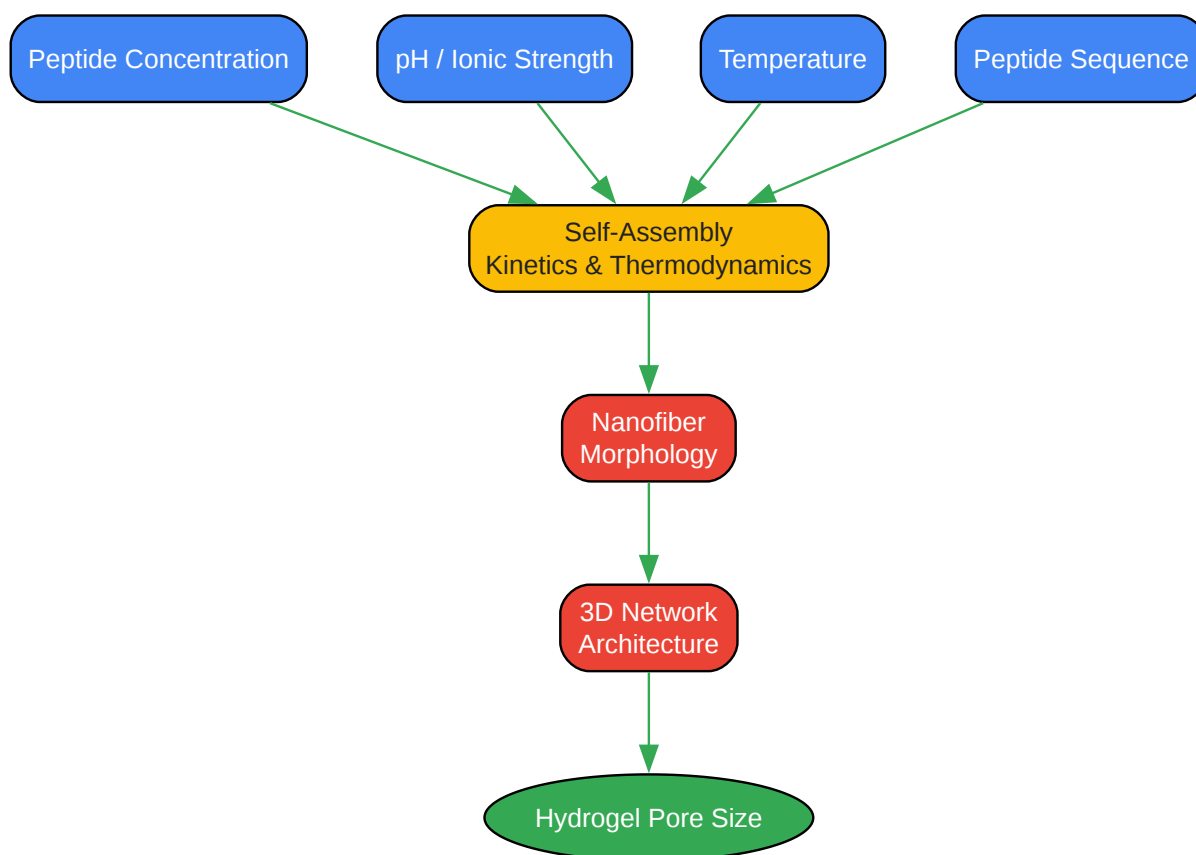 Peptide Concentration
pH / Ionic Strength
Temperature
Peptide Sequence
Self-Assembly
Kinetics & Thermodynamics
Nanofiber
Morphology
3D Network
Architecture
Hydrogel Pore Size